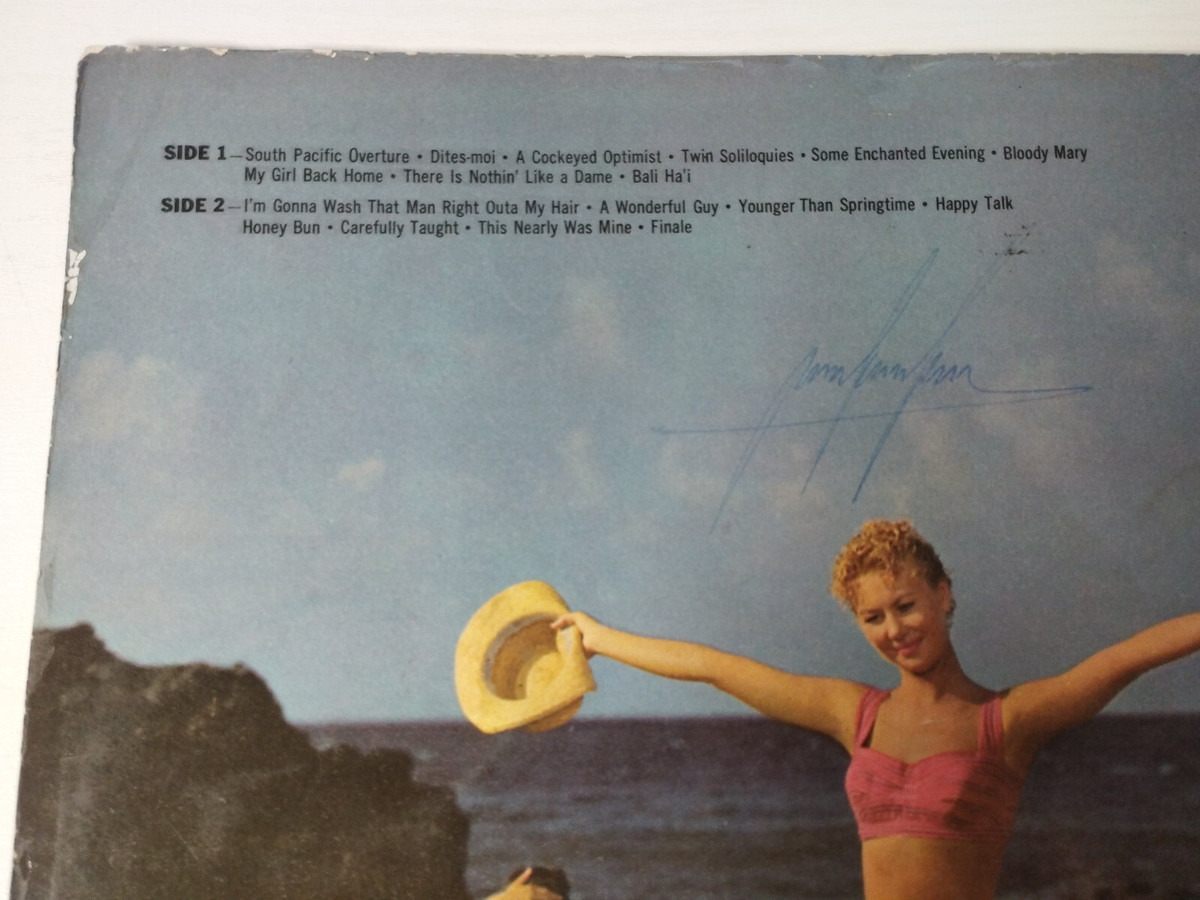 SIDE 1—South Pacific Overture • Dites-moi • A Cockeyed Optimist • Twin Soliloquies • Some Enchanted Evening • Bloody Mary
My Girl Back Home • There Is Nothin' Like a Dame • Bali Ha'i
SIDE 2—I'm Gonna Wash That Man Right Outa My Hair • A Wonderful Guy • Younger Than Springtime • Happy Talk
Honey Bun • Carefully Taught • This Nearly Was Mine • Finale